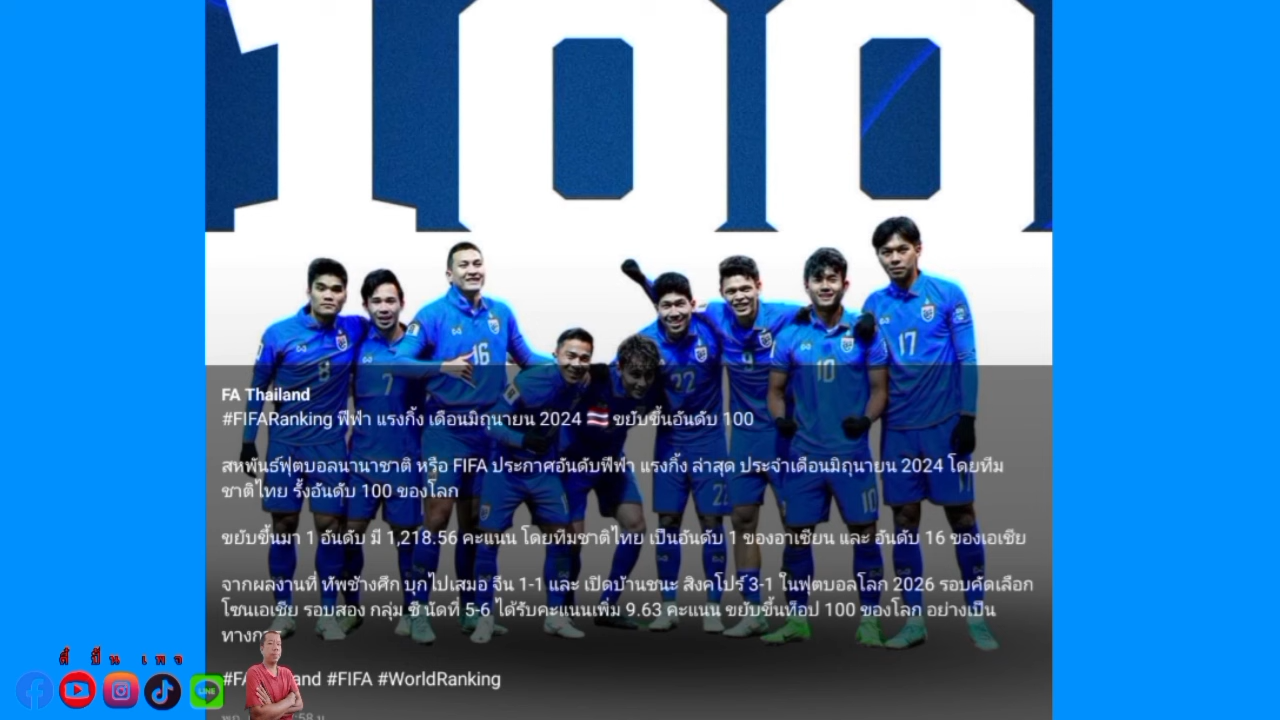 100
8
7
16
22
9
10
17
22
10
17
FA Thailand
#FIFARanking ฟีฟ่า แรงกิ้ง เดือนมิถุนายน 2024 🇹🇭 ขยับขึ้นอันดับ 100
สหพันธ์ฟุตบอลนานาชาติ หรือ FIFA ประกาศอันดับฟีฟ่า แรงกิ้ง ล่าสุด ประจำเดือนมิถุนายน 2024 โดยทีม
ชาติไทย รั้งอันดับ 100 ของโลก
ขยับขึ้นมา 1 อันดับ มี 1,218.56 คะแนน โดยทีมชาติไทย เป็นอันดับ 1 ของอาเซียน และ อันดับ 16 ของเอเชีย
จากผลงานที่ ทัพช้างศึก บุกไปเสมอ จีน 1-1 และ เปิดบ้านชนะ สิงคโปร์ 3-1 ในฟุตบอลโลก 2026 รอบคัดเลือก
โซนเอเชีย รอบสอง กลุ่ม ซี นัดที่ 5-6 ได้รับคะแนนเพิ่ม 9.63 คะแนน ขยับขึ้นท็อป 100 ของโลก อย่างเป็น
#FIFA #WorldRanking
LINE